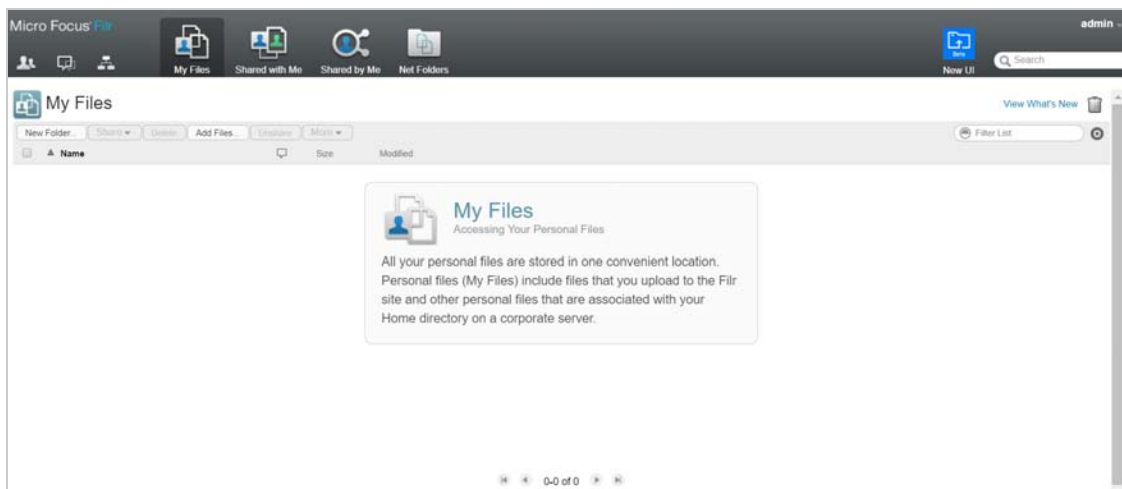 Micro Focus Filr
admin
My Files
Shared with Me
Shared by Me
Net Folders
Beta
New UI
Search
My Files
View What's New
New Folder...
Share
Delete
Add Files...
Unshare
More
Filter List
Name
Size
Modified
My Files
Accessing Your Personal Files
All your personal files are stored in one convenient location.
Personal files (My Files) include files that you upload to the Filr
site and other personal files that are associated with your
Home directory on a corporate server.
0-0 of 0